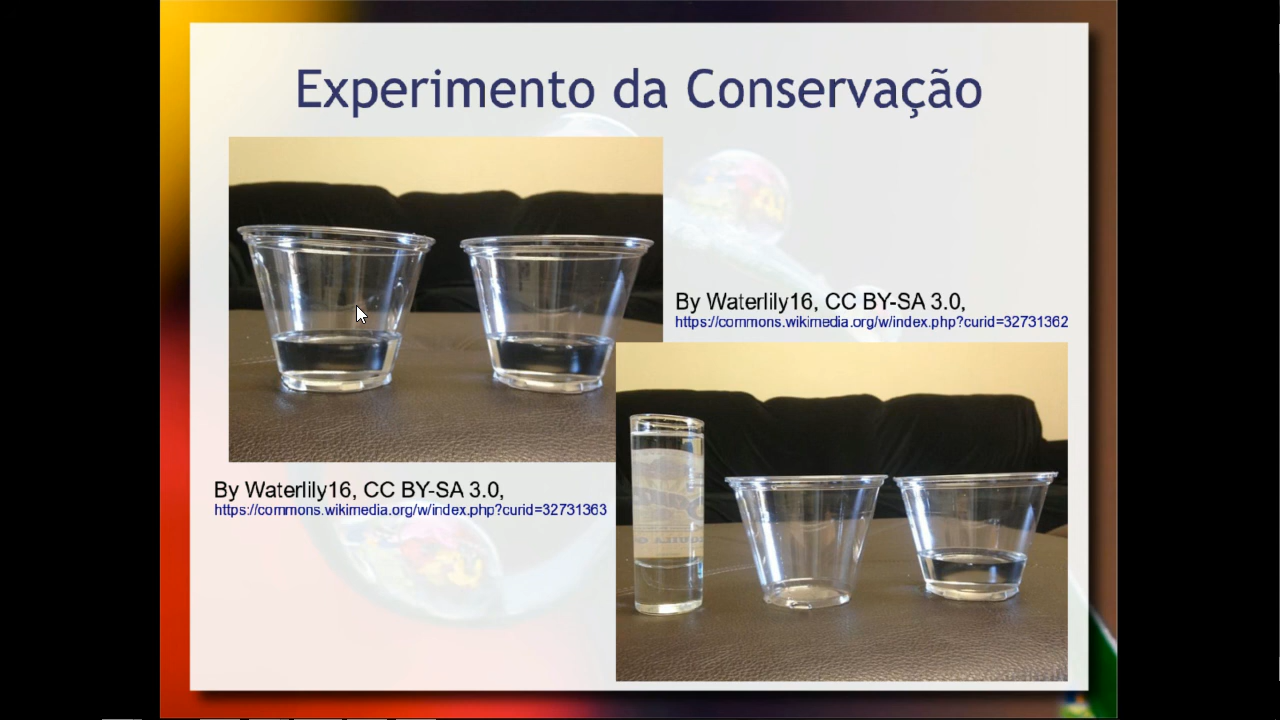 Experimento da Conservação
By Waterlily16, CC BY-SA 3.0,
https://commons.wikimedia.org/w/index.php?curid=32731362
By Waterlily16, CC BY-SA 3.0,
https://commons.wikimedia.org/w/index.php?curid=32731363